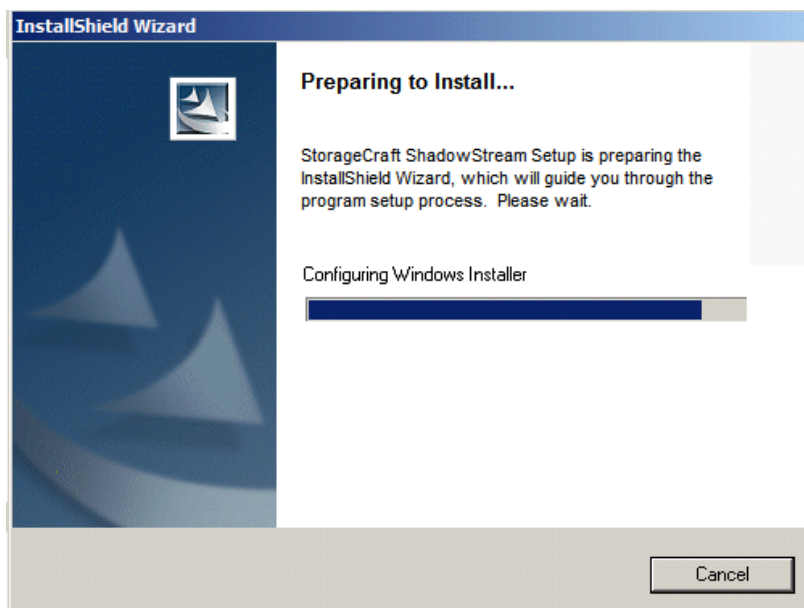 InstallShield Wizard
Preparing to Install...
StorageCraft ShadowStream Setup is preparing the
InstallShield Wizard, which will guide you through the
program setup process.  Please wait.
Configuring Windows Installer
Cancel